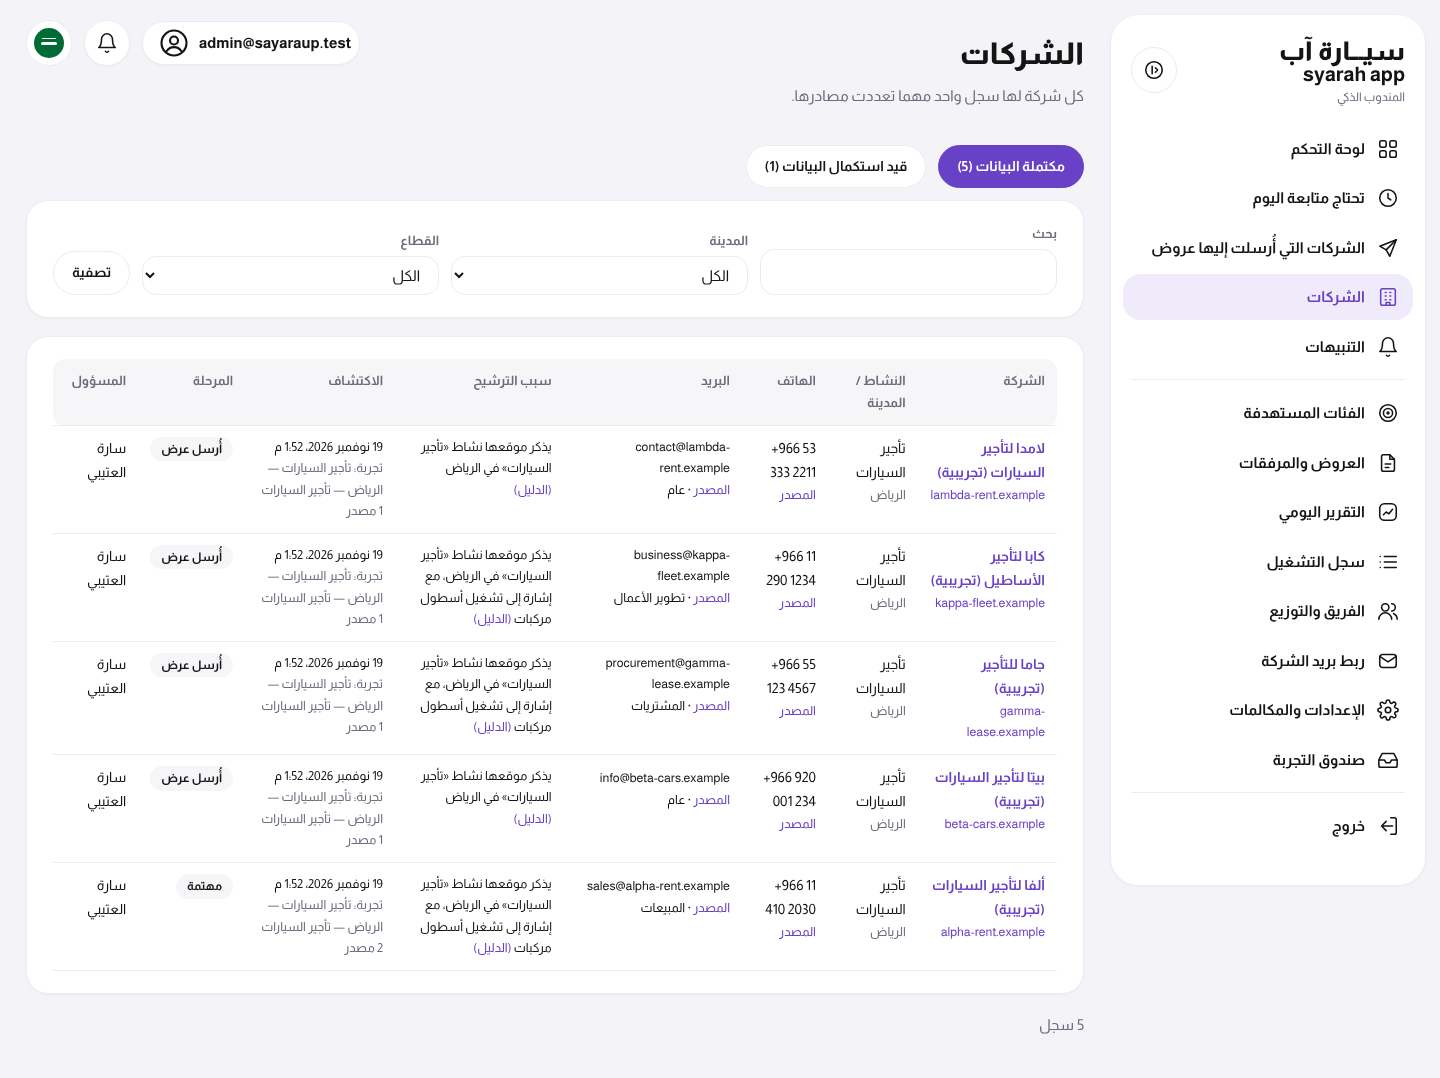 سيـارة آب
syarah app
المندوب الذكي
لوحة التحكم
تحتاج متابعة اليوم
الشركات التي أُرسلت إليها عروض
الشركات
التنبيهات
الفئات المستهدفة
العروض والمرفقات
التقرير اليومي
سجل التشغيل
الفريق والتوزيع
ربط بريد الشركة
الإعدادات والمكالمات
صندوق التجربة
خروج
admin@sayaraup.test
الشركات
كل شركة لها سجل واحد مهما تعددت مصادرها.
مكتملة البيانات (5)
قيد استكمال البيانات (1)
بحث
المدينة
الكل
القطاع
الكل
تصفية
الشركة
النشاط /
المدينة
الهاتف
البريد
سبب الترشيح
الاكتشاف
المرحلة
المسؤول
لامدا لتأجير
السيارات (تجريبية)
lambda-rent.example
تأجير
السيارات
الرياض
+966 53
333 2211
المصدر
contact@lambda-
rent.example
المصدر · عام
يذكر موقعها نشاط «تأجير
السيارات» في الرياض
(الدليل)
19 نوفمبر 2026، 1:52 م
تجربة: تأجير السيارات —
الرياض — تأجير السيارات
1 مصدر
أُرسل عرض
سارة
العتيبي
كابا لتأجير
الأساطيل (تجريبية)
kappa-fleet.example
تأجير
السيارات
الرياض
+966 11
290 1234
المصدر
business@kappa-
fleet.example
المصدر · تطوير الأعمال
يذكر موقعها نشاط «تأجير
السيارات» في الرياض، مع
إشارة إلى تشغيل أسطول
مركبات (الدليل)
19 نوفمبر 2026، 1:52 م
تجربة: تأجير السيارات —
الرياض — تأجير السيارات
1 مصدر
أُرسل عرض
سارة
العتيبي
جاما للتأجير
(تجريبية)
gamma-
lease.example
تأجير
السيارات
الرياض
+966 55
123 4567
المصدر
procurement@gamma-
lease.example
المصدر · المشتريات
يذكر موقعها نشاط «تأجير
السيارات» في الرياض، مع
إشارة إلى تشغيل أسطول
مركبات (الدليل)
19 نوفمبر 2026، 1:52 م
تجربة: تأجير السيارات —
الرياض — تأجير السيارات
1 مصدر
أُرسل عرض
سارة
العتيبي
بيتا لتأجير السيارات
(تجريبية)
beta-cars.example
تأجير
السيارات
الرياض
+966 920
001 234
المصدر
info@beta-cars.example
المصدر · عام
يذكر موقعها نشاط «تأجير
السيارات» في الرياض
(الدليل)
19 نوفمبر 2026، 1:52 م
تجربة: تأجير السيارات —
الرياض — تأجير السيارات
1 مصدر
أُرسل عرض
سارة
العتيبي
ألفا لتأجير السيارات
(تجريبية)
alpha-rent.example
تأجير
السيارات
الرياض
+966 11
410 2030
المصدر
sales@alpha-rent.example
المصدر · المبيعات
يذكر موقعها نشاط «تأجير
السيارات» في الرياض، مع
إشارة إلى تشغيل أسطول
مركبات (الدليل)
19 نوفمبر 2026، 1:52 م
تجربة: تأجير السيارات —
الرياض — تأجير السيارات
2 مصدر
مهتمة
سارة
العتيبي
5 سجل